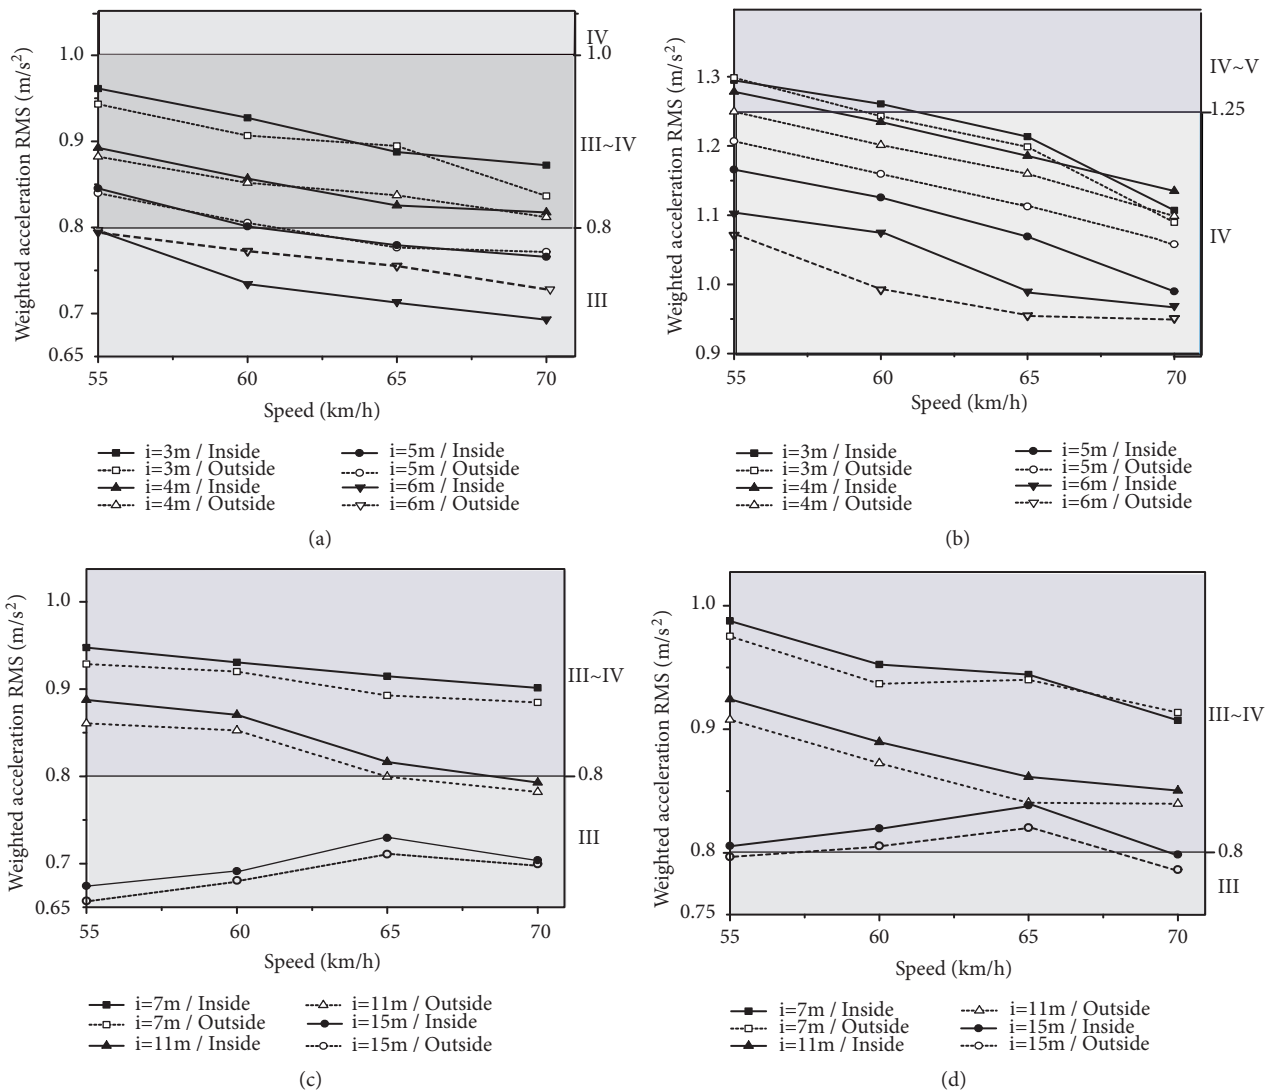 IV
1.0
1.0
0.9
III~IV
0.8
0.8
III
0.7
0.65
55 60 65 70
Weighted acceleration RMS (m/s²)
Speed (km/h)
i=3m / Inside
i=3m / Outside
i=4m / Inside
i=4m / Outside
i=5m / Inside
i=5m / Outside
i=6m / Inside
i=6m / Outside
(a)
IV~V
1.3
1.25
1.2
1.1
IV
1.0
0.9
55 60 65 70
Weighted acceleration RMS (m/s²)
Speed (km/h)
i=3m / Inside
i=3m / Outside
i=4m / Inside
i=4m / Outside
i=5m / Inside
i=5m / Outside
i=6m / Inside
i=6m / Outside
(b)
1.0
III~IV
0.9
0.8
0.8
III
0.7
0.65
55 60 65 70
Weighted acceleration RMS (m/s²)
Speed (km/h)
i=7m / Inside
i=7m / Outside
i=11m / Inside
i=11m / Outside
i=15m / Inside
i=15m / Outside
(c)
1.0
III~IV
0.9
0.8
0.8
III
0.75
55 60 65 70
Weighted acceleration RMS (m/s²)
Speed (km/h)
i=7m / Inside
i=7m / Outside
i=11m / Inside
i=11m / Outside
i=15m / Inside
i=15m / Outside
(d)